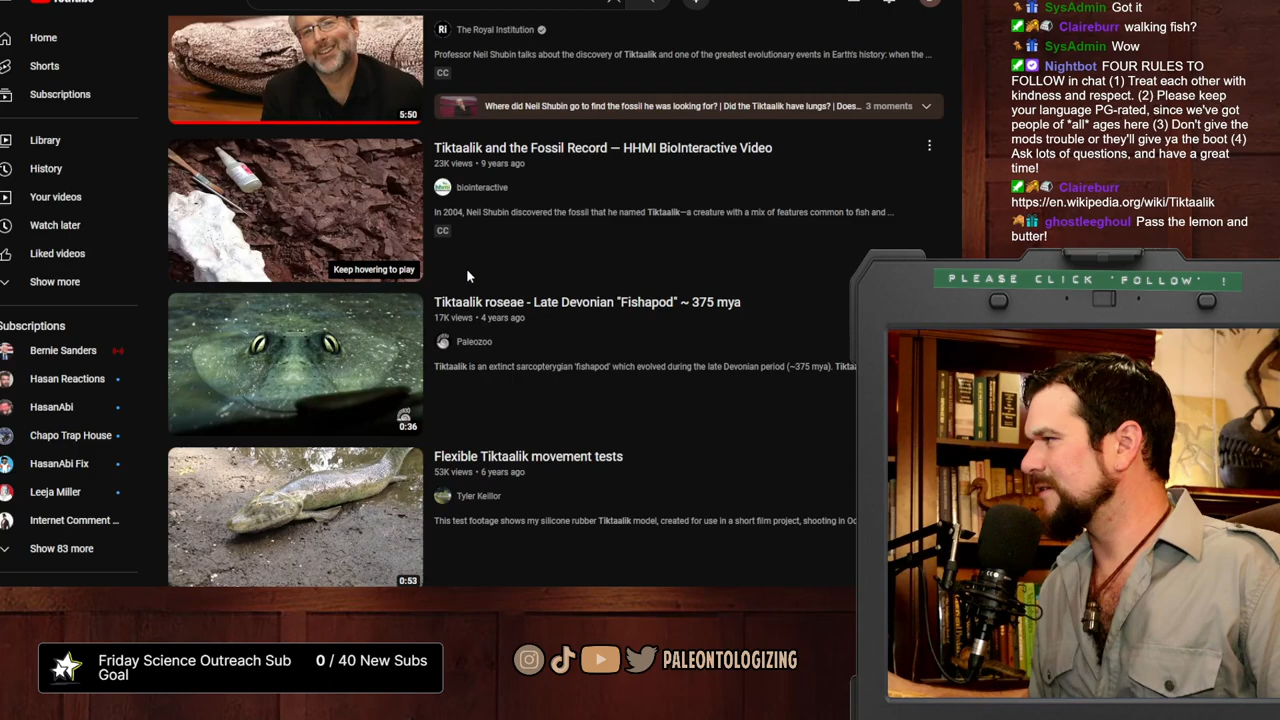 Home
Shorts
Subscriptions
Library
History
Your videos
Watch later
Liked videos
Show more
Subscriptions
Bernie Sanders
Hasan Reactions
HasanAbi
Chapo Trap House
HasanAbi Fix
Leeja Miller
Internet Comment ...
Show 83 more
5:50
Ri The Royal Institution
Professor Neil Shubin talks about the discovery of Tiktaalik and one of the greatest evolutionary events in Earth's history: when the ...
CC
Where did Neil Shubin go to find the fossil he was looking for? | Did the Tiktaalik have lungs? | Does... 3 moments
Keep hovering to play
Tiktaalik and the Fossil Record — HHMI BioInteractive Video
23K views • 9 years ago
biointeractive
In 2004, Neil Shubin discovered the fossil that he named Tiktaalik—a creature with a mix of features common to fish and ...
CC
0:36
Tiktaalik roseae - Late Devonian "Fishapod" ~ 375 mya
17K views • 4 years ago
Paleozoo
Tiktaalik is an extinct sarcopterygian 'fishapod' which evolved during the late Devonian period (~375 mya). Tikta
0:53
Flexible Tiktaalik movement tests
53K views • 6 years ago
Tyler Keillor
This test footage shows my silicone rubber Tiktaalik model, created for use in a short film project, shooting in Oc
SysAdmin Got it
Claireburr walking fish?
SysAdmin Wow
Nightbot FOUR RULES TO
FOLLOW in chat (1) Treat each other with
kindness and respect. (2) Please keep
your language PG-rated, since we've got
people of *all* ages here (3) Don't give the
mods trouble or they'll give ya the boot (4)
Ask lots of questions, and have a great
time!
Claireburr
https://en.wikipedia.org/wiki/Tiktaalik
ghostleeghoul Pass the lemon and
butter!
PLEASE CLICK 'FOLLOW' !
Friday Science Outreach Sub
Goal
0 / 40 New Subs
PALEONTOLOGIZING